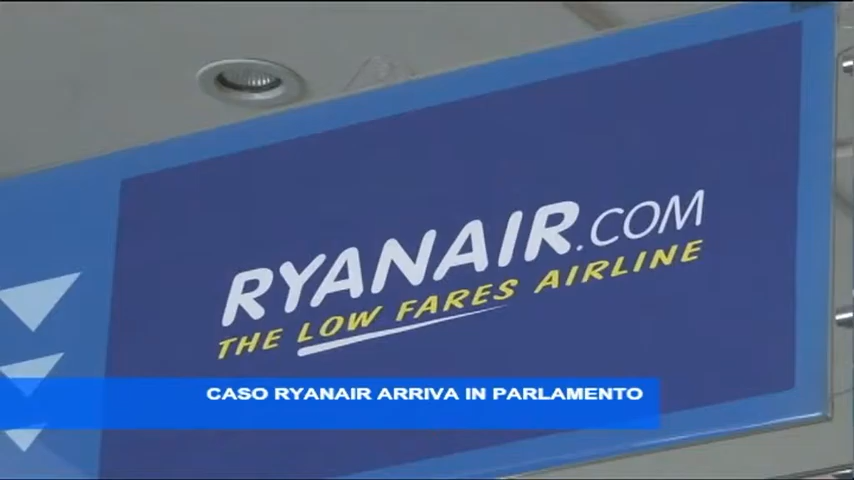 RYANAIR.COM
THE LOW FARES AIRLINE
CASO RYANAIR ARRIVA IN PARLAMENTO